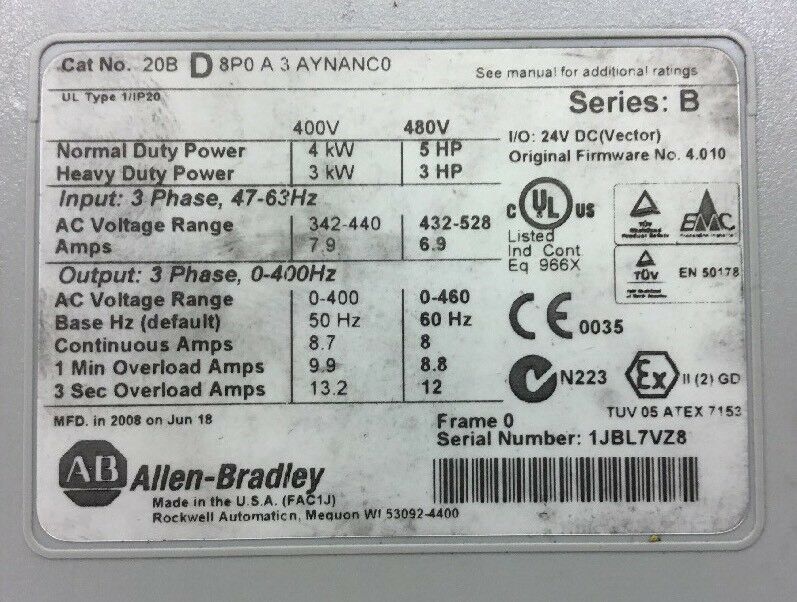 Cat No. 20B D 8P0 A 3 AYNANC0
See manual for additional ratings
UL Type 1/IP20
Series: B
400V 480V
I/O: 24V DC(Vector)
Original Firmware No. 4.010
Normal Duty Power 4 kW 5 HP
Heavy Duty Power 3 kW 3 HP
Input: 3 Phase, 47-63Hz
AC Voltage Range 342-440 432-528
Amps 7.9 6.9
Output: 3 Phase, 0-400Hz
AC Voltage Range 0-400 0-460
Base Hz (default) 50 Hz 60 Hz
Continuous Amps 8.7 8
1 Min Overload Amps 9.9 8.8
3 Sec Overload Amps 13.2 12
C UL US
Listed
Ind Cont
Eq 966X
EMC
TÜV
EN 50178
CE 0035
N223
Ex II (2) GD
TUV 05 ATEX 7153
MFD. in 2008 on Jun 18
Frame 0
Serial Number: 1JBL7VZ8
AB Allen-Bradley
Made in the U.S.A. (FAC1J)
Rockwell Automation, Mequon WI 53092-4400